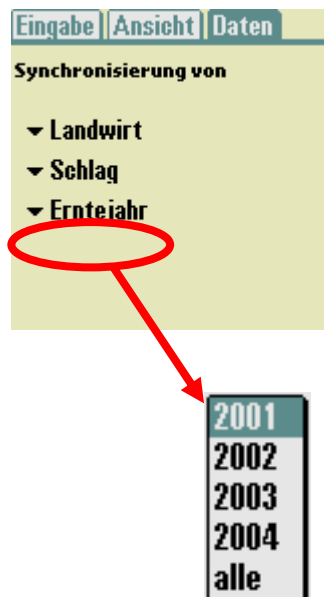 Eingabe Ansicht Daten
Synchronisierung von
Landwirt
Schlag
Erntejahr
2001
2002
2003
2004
alle